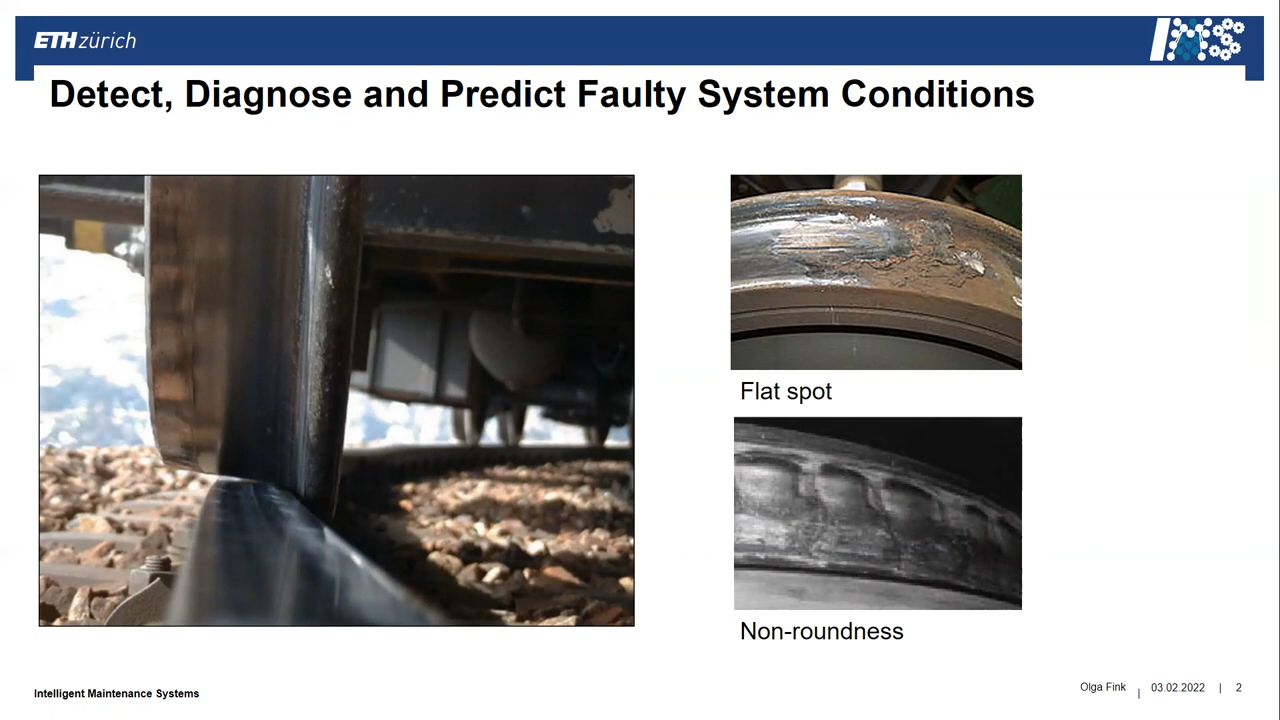 ETH zürich
IMS
Detect, Diagnose and Predict Faulty System Conditions
Flat spot
Non-roundness
Intelligent Maintenance Systems
Olga Fink | 03.02.2022 | 2